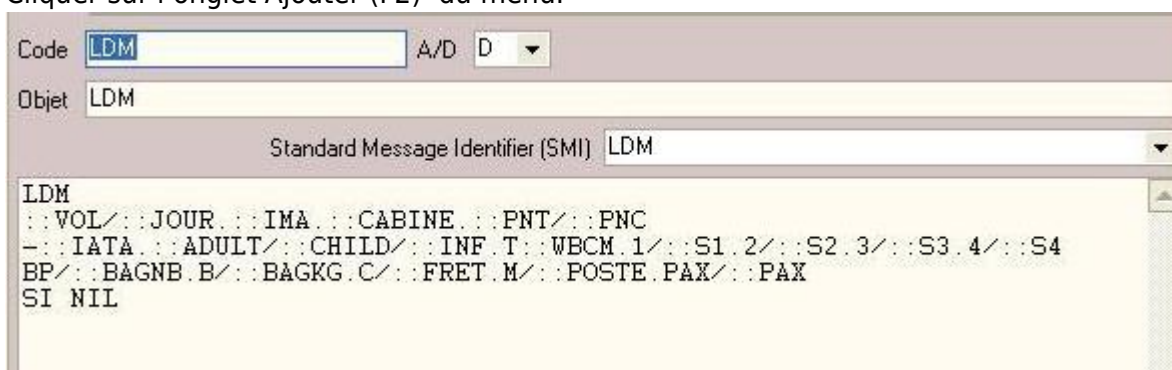 Cliquer sur l'onglet Ajouter (F2) du menu.
Code LDM A/D D
Objet LDM
Standard Message Identifier (SMI) LDM
LDM
::VOL/::JOUR.::IMA.::CABINE.::PNT/::PNC
-::IATA.::ADULT/::CHILD/::INF.T::WBCM.1/::S1.2/::S2.3/::S3.4/::S4
BP/::BAGNB.B/::BAGKG.C/::FRET.M/::POSTE.PAX/::PAX
SI NIL